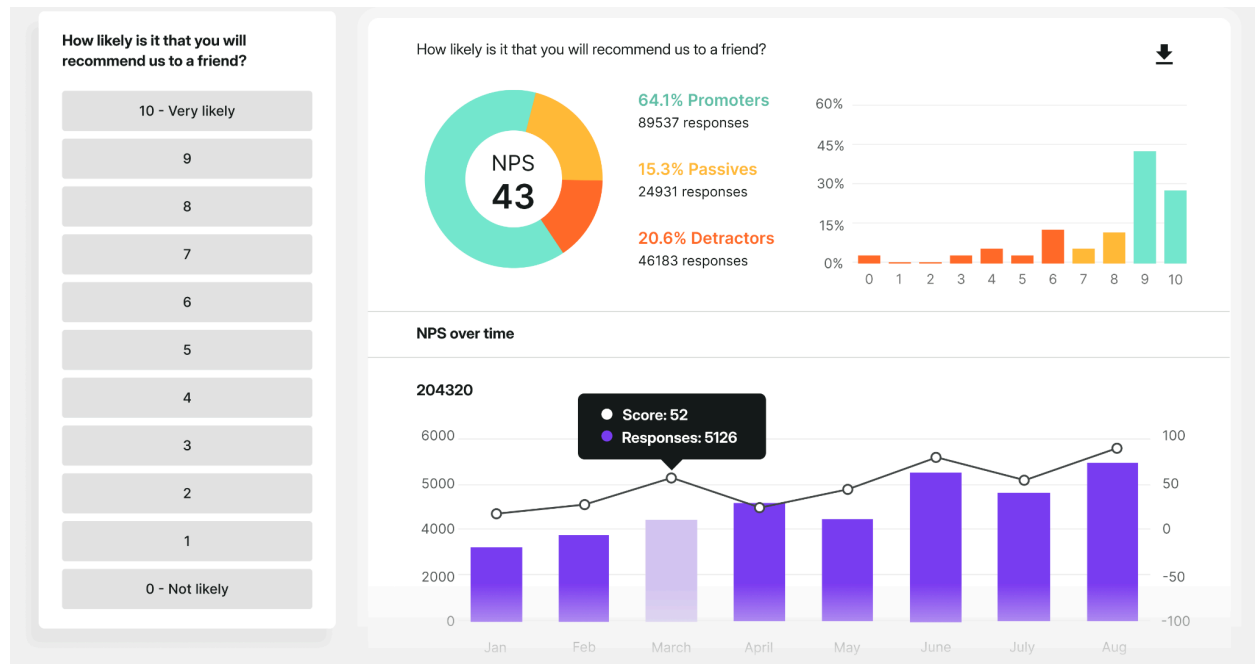 How likely is it that you will
recommend us to a friend?
10 - Very likely
9
8
7
6
5
4
3
2
1
0 - Not likely
How likely is it that you will recommend us to a friend?
NPS
43
64.1% Promoters
89537 responses
15.3% Passives
24931 responses
20.6% Detractors
46183 responses
60%
45%
30%
15%
0%
0 1 2 3 4 5 6 7 8 9 10
NPS over time
204320
Score: 52
Responses: 5126
6000
5000
4000
2000
0
100
50
0
-50
-100
Jan Feb March April May June July Aug